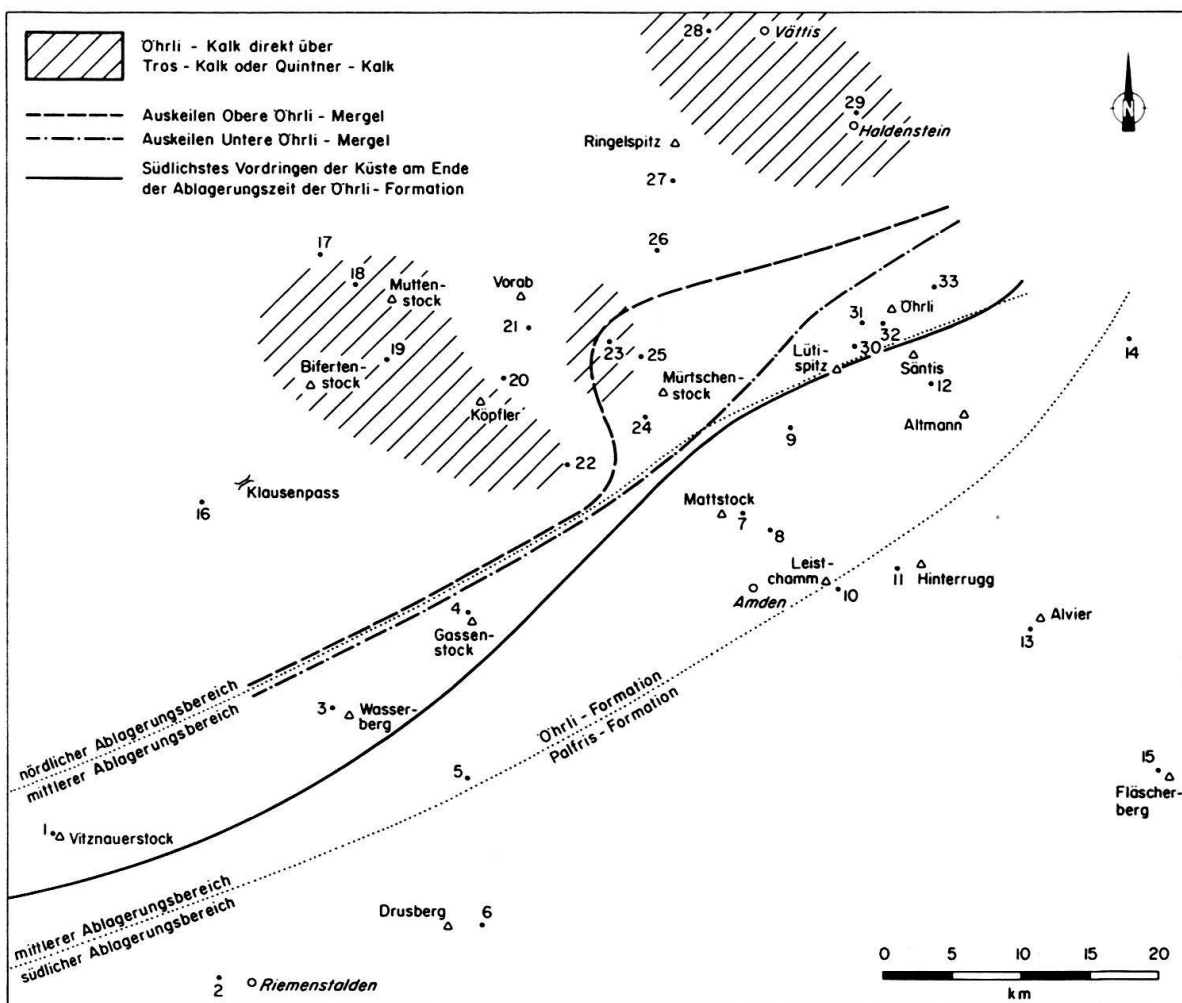 Öhrli - Kalk direkt über
Tros - Kalk oder Quintner - Kalk
Auskeilen Obere Öhrli - Mergel
Auskeilen Untere Öhrli - Mergel
Südlichstes Vordringen der Küste am Ende
der Ablagerungszeit der Öhrli - Formation
28
Vättis
N
29
Haldenstein
Ringelspitz
27
26
17
18
Mutten-
stock
Vorab
21
19
Biferten-
stock
20
Köpfler
23
25
Mürtschen-
stock
24
22
33
Öhrli
31
32
30
Lüti-
spitz
Säntis
12
Altmann
14
9
Klausenpass
16
Mattstock
7
8
Leist-
chamm
10
11
Hinterrugg
Amden
4
Gassen-
stock
Alvier
13
3
Wasser-
berg
nördlicher Ablagerungsbereich
mittlerer Ablagerungsbereich
Öhrli - Formation
Palfris - Formation
5
15
Fläscher-
berg
1
Vitznauerstock
mittlerer Ablagerungsbereich
südlicher Ablagerungsbereich
Drusberg
6
2
Riemenstalden
0 5 10 15 20
km